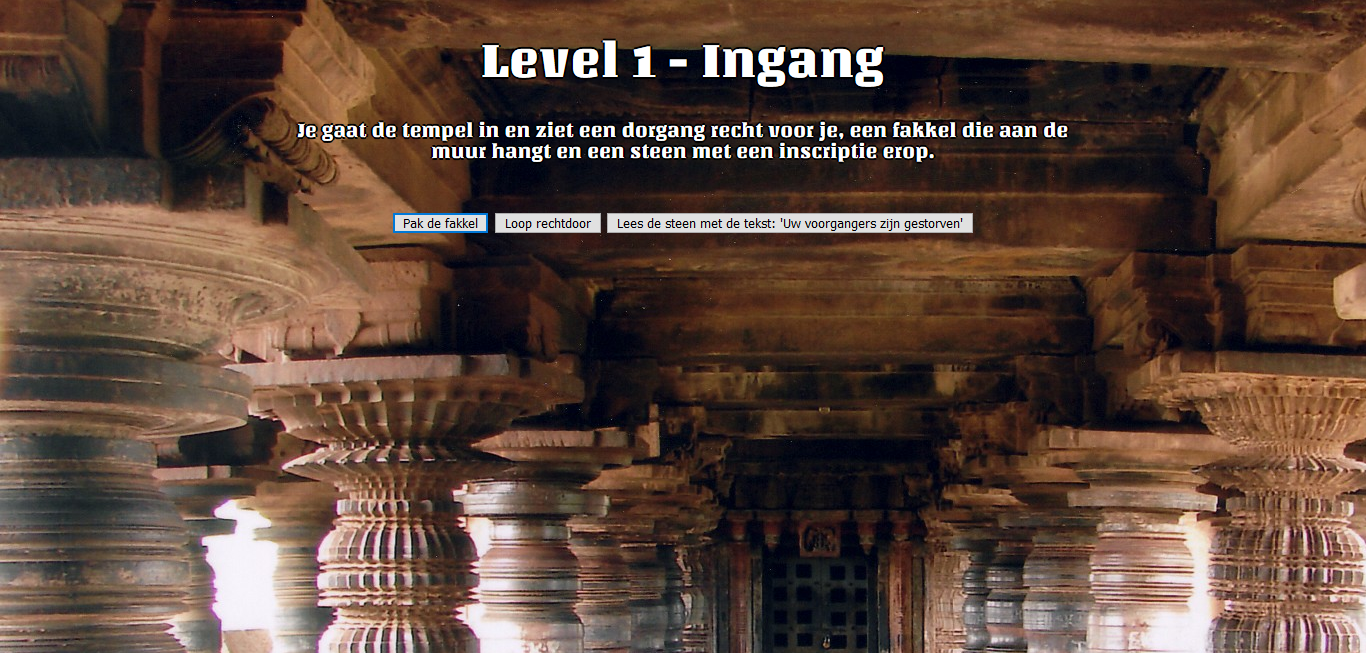 Level 1 - Ingang
Je gaat de tempel in en ziet een dorgang recht voor je, een fakkel die aan de
muur hangt en een steen met een inscriptie erop.
Pak de fakkel Loop rechtdoor Lees de steen met de tekst: 'Uw voorgangers zijn gestorven'